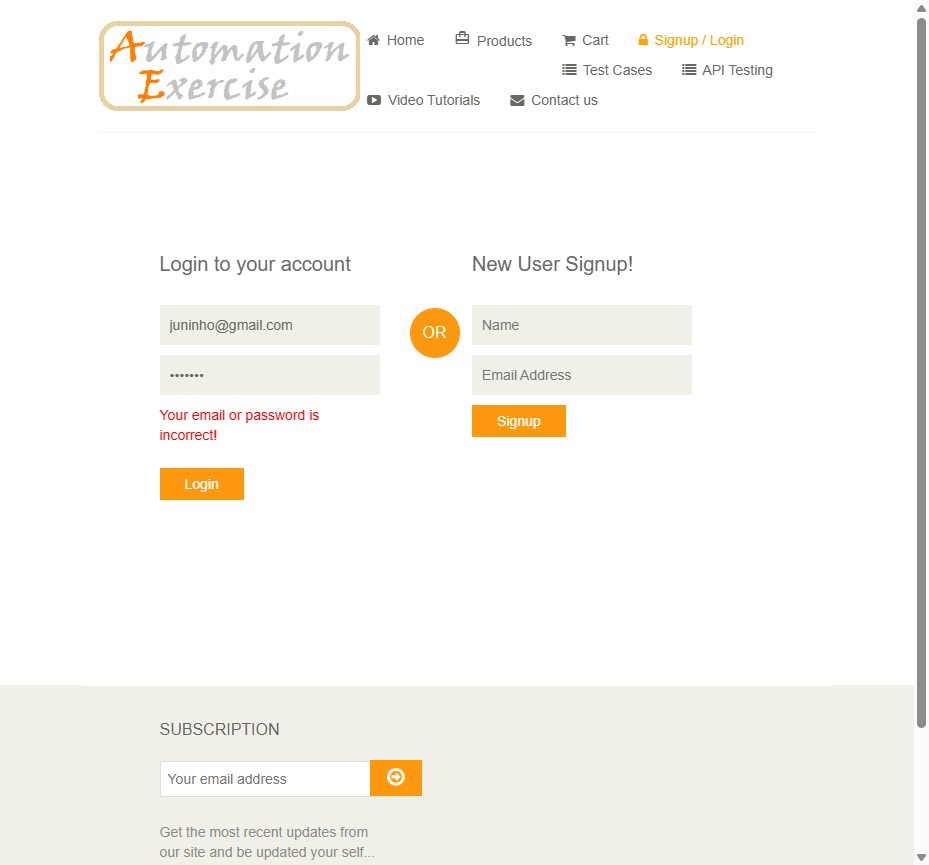 Automation
Exercise
Home
Products
Cart
Signup / Login
Test Cases
API Testing
Video Tutorials
Contact us
Login to your account
juninho@gmail.com
•••••••
Your email or password is
incorrect!
Login
OR
New User Signup!
Name
Email Address
Signup
SUBSCRIPTION
Your email address
Get the most recent updates from
our site and be updated your self...